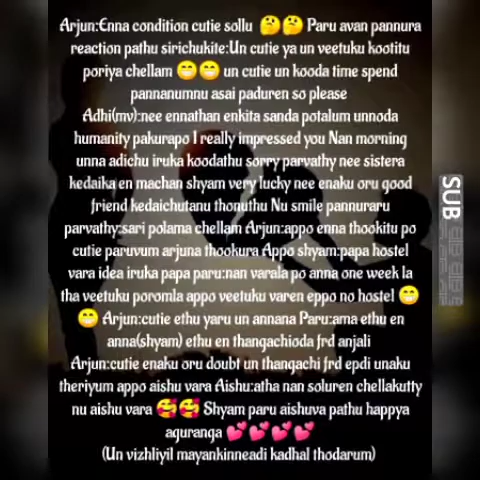 Arjun:Enna condition cutie sollu 🤔🤔 Paru avan pannura
reaction pathu sirichukite:Un cutie ya un veetuku kootitu
poriya chellam 😁😁 un cutie un kooda time spend
pannanumnu asai paduren so please
Adhi(mv):nee ennathan enkita sanda potalum unnoda
humanity pakurapo I really impressed you Nan morning
unna adichu iruka koodathu sorry parvathy nee sistera
kedaika en machan shyam very lucky nee enaku oru good
friend kedaichutanu thonuthu Nu smile pannuraru
parvathy:sari polama chellam Arjun:appo enna thookitu po
cutie paruvum arjuna thookura Appo shyam:papa hostel
vara idea iruka papa paru:nan varala po anna one week la
tha veetuku poromla appo veetuku varen eppo no hostel 😁
😁 Arjun:cutie ethu yaru un annana Paru:ama ethu en
anna(shyam) ethu en thangachioda frd anjali
Arjun:cutie enaku oru doubt un thangachi frd epdi unaku
theriyum appo aishu vara Aishu:atha nan soluren chellakutty
nu aishu vara 🥰🥰 Shyam paru aishuva pathu happya
aguranga 💕💕💕💕
(Un vizhliyil mayankinneadi kadhal thodarum)
SUB